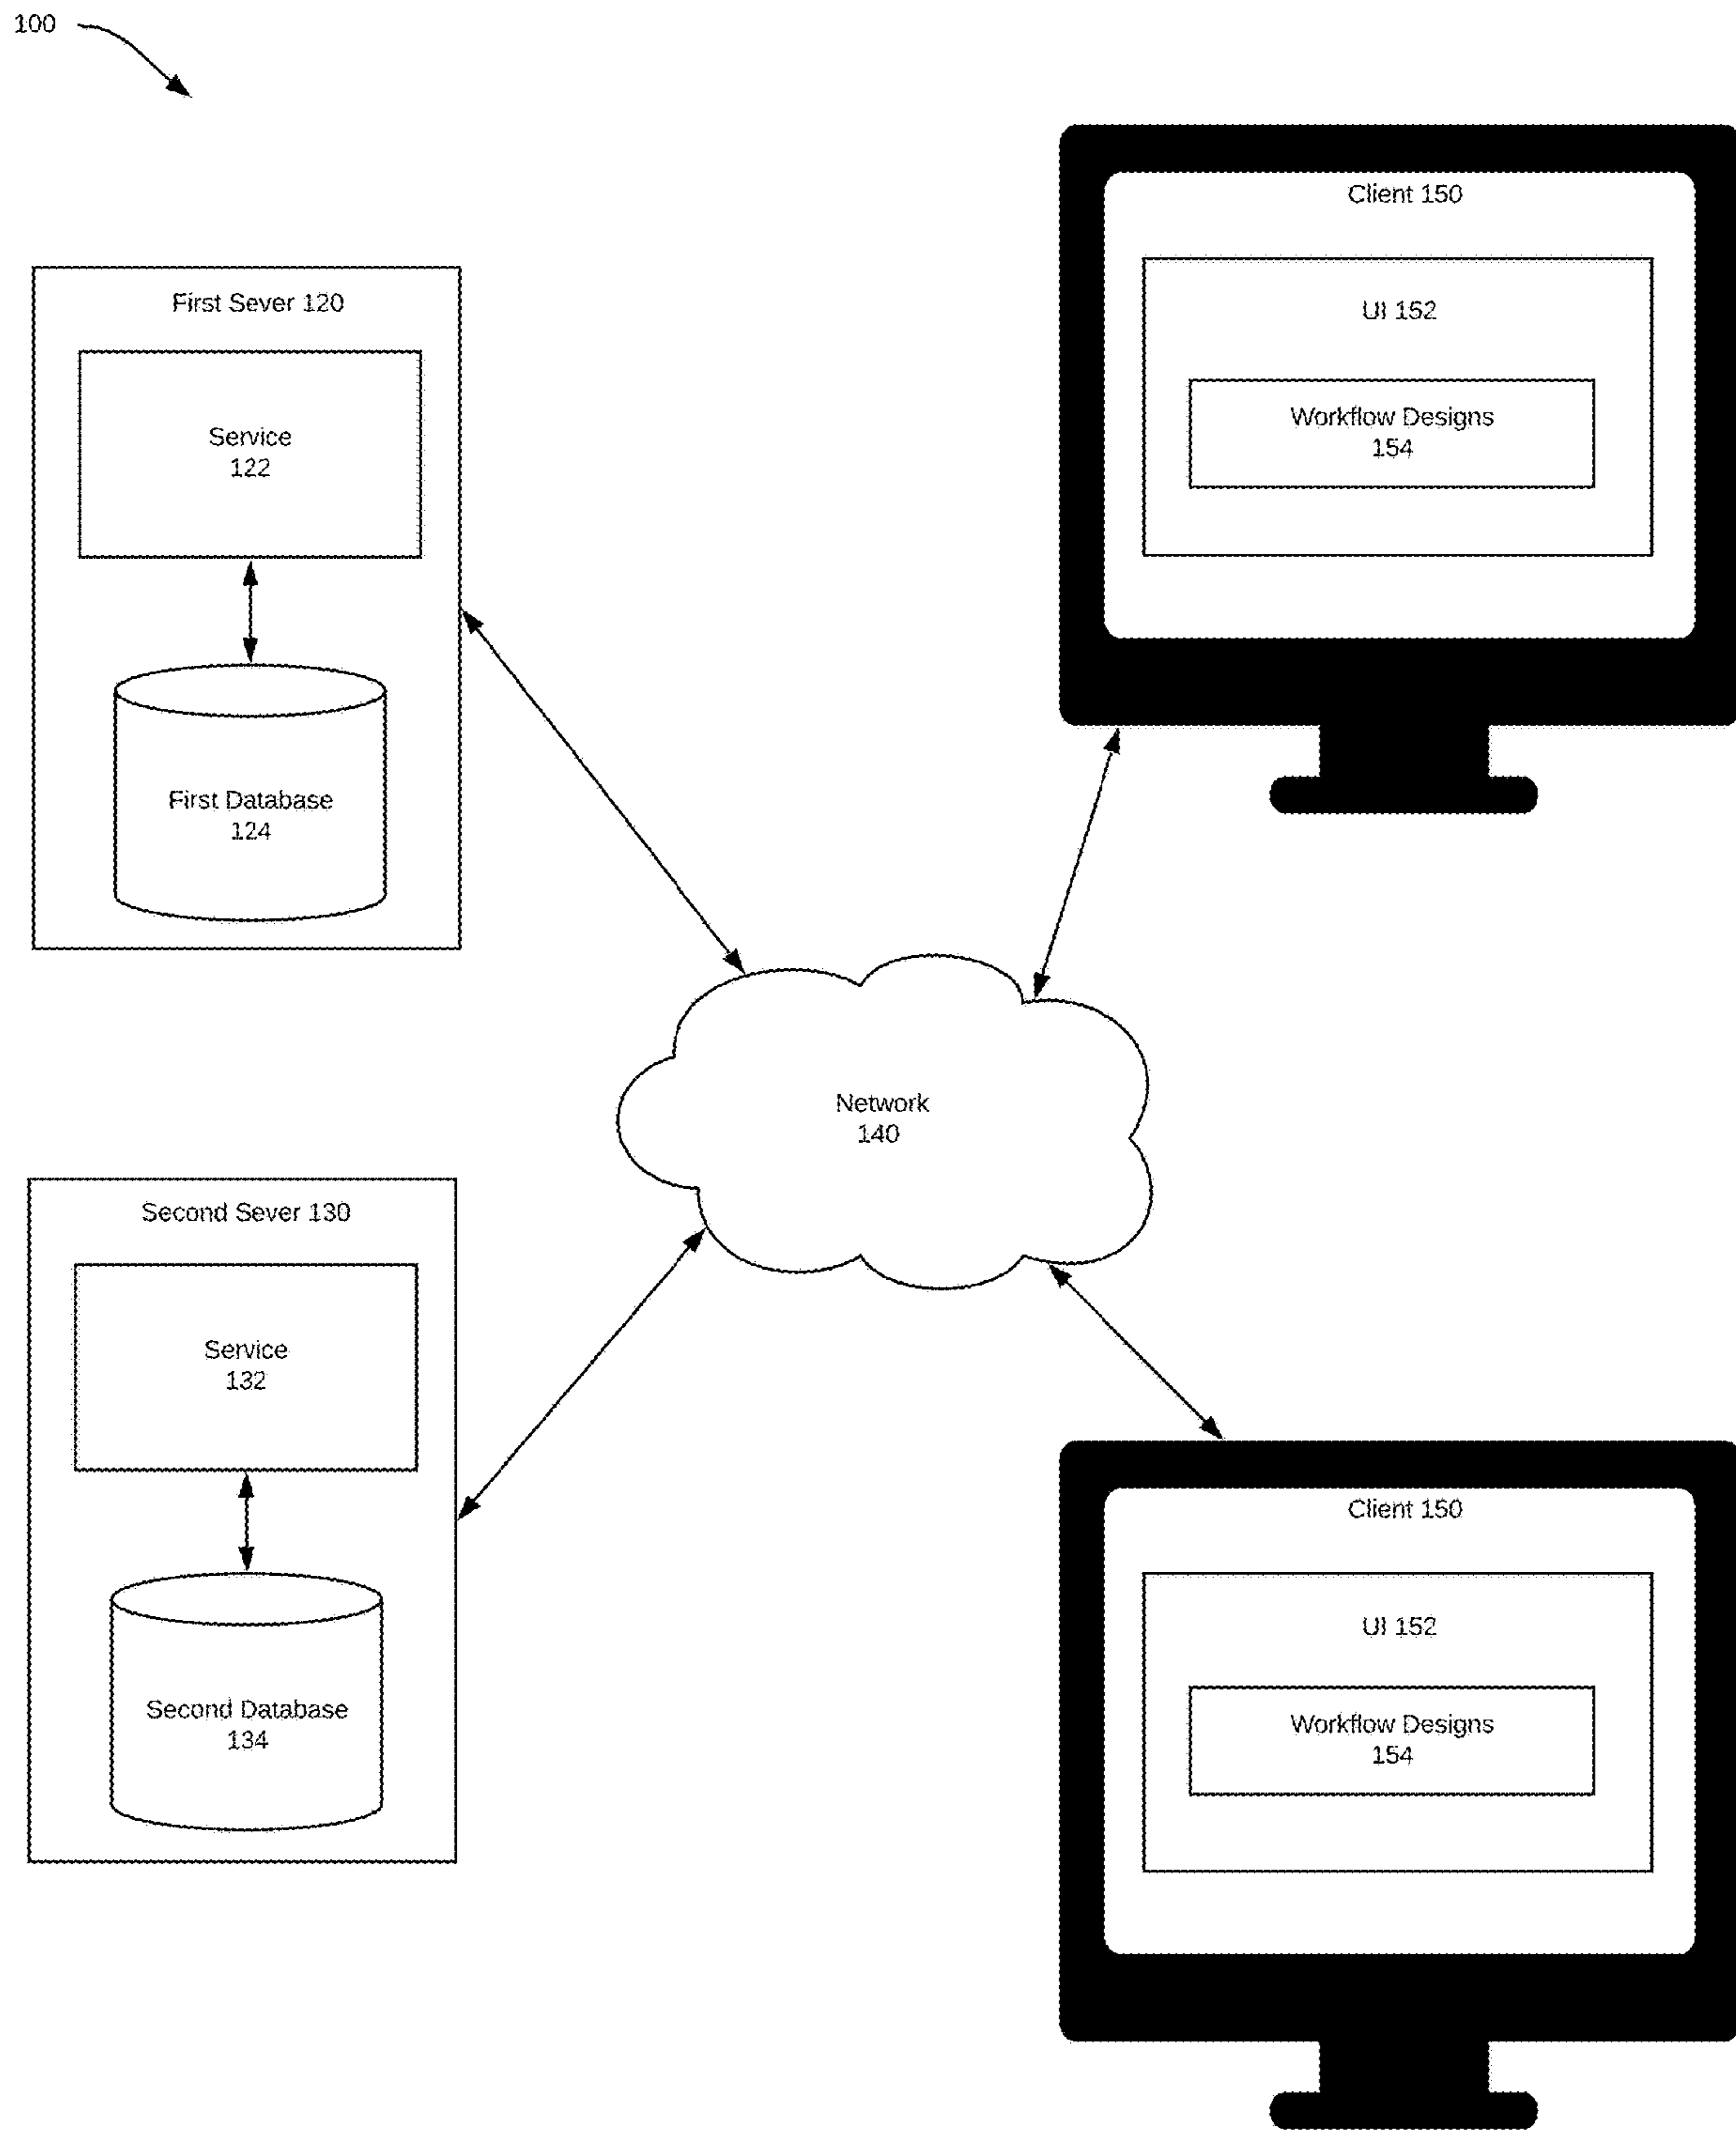 100
First Sever 120
Service
122
First Database
124
Client 150
UI 152
Workflow Designs
154
Network
140
Second Sever 130
Service
132
Second Database
134
Client 150
UI 152
Workflow Designs
154